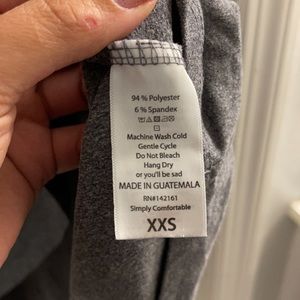 94 % Polyester
6 % Spandex
Machine Wash Cold
Gentle Cycle
Do Not Bleach
Hang Dry
or you'll be sad
MADE IN GUATEMALA
RN#142161
Simply Comfortable
XXS